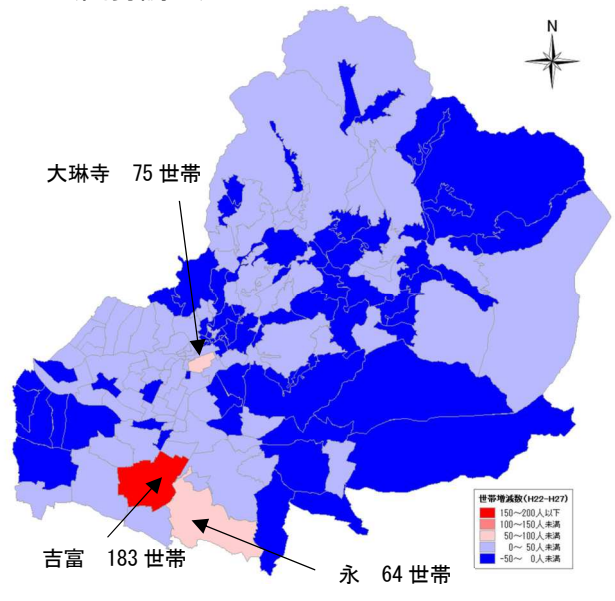 N
大琳寺 75 世帯
吉富 183 世帯
永 64 世帯
世帯増減数(H22-H27)
150～200人以下
100～150人未満
50～100人未満
0～ 50人未満
-50～ 0人未満